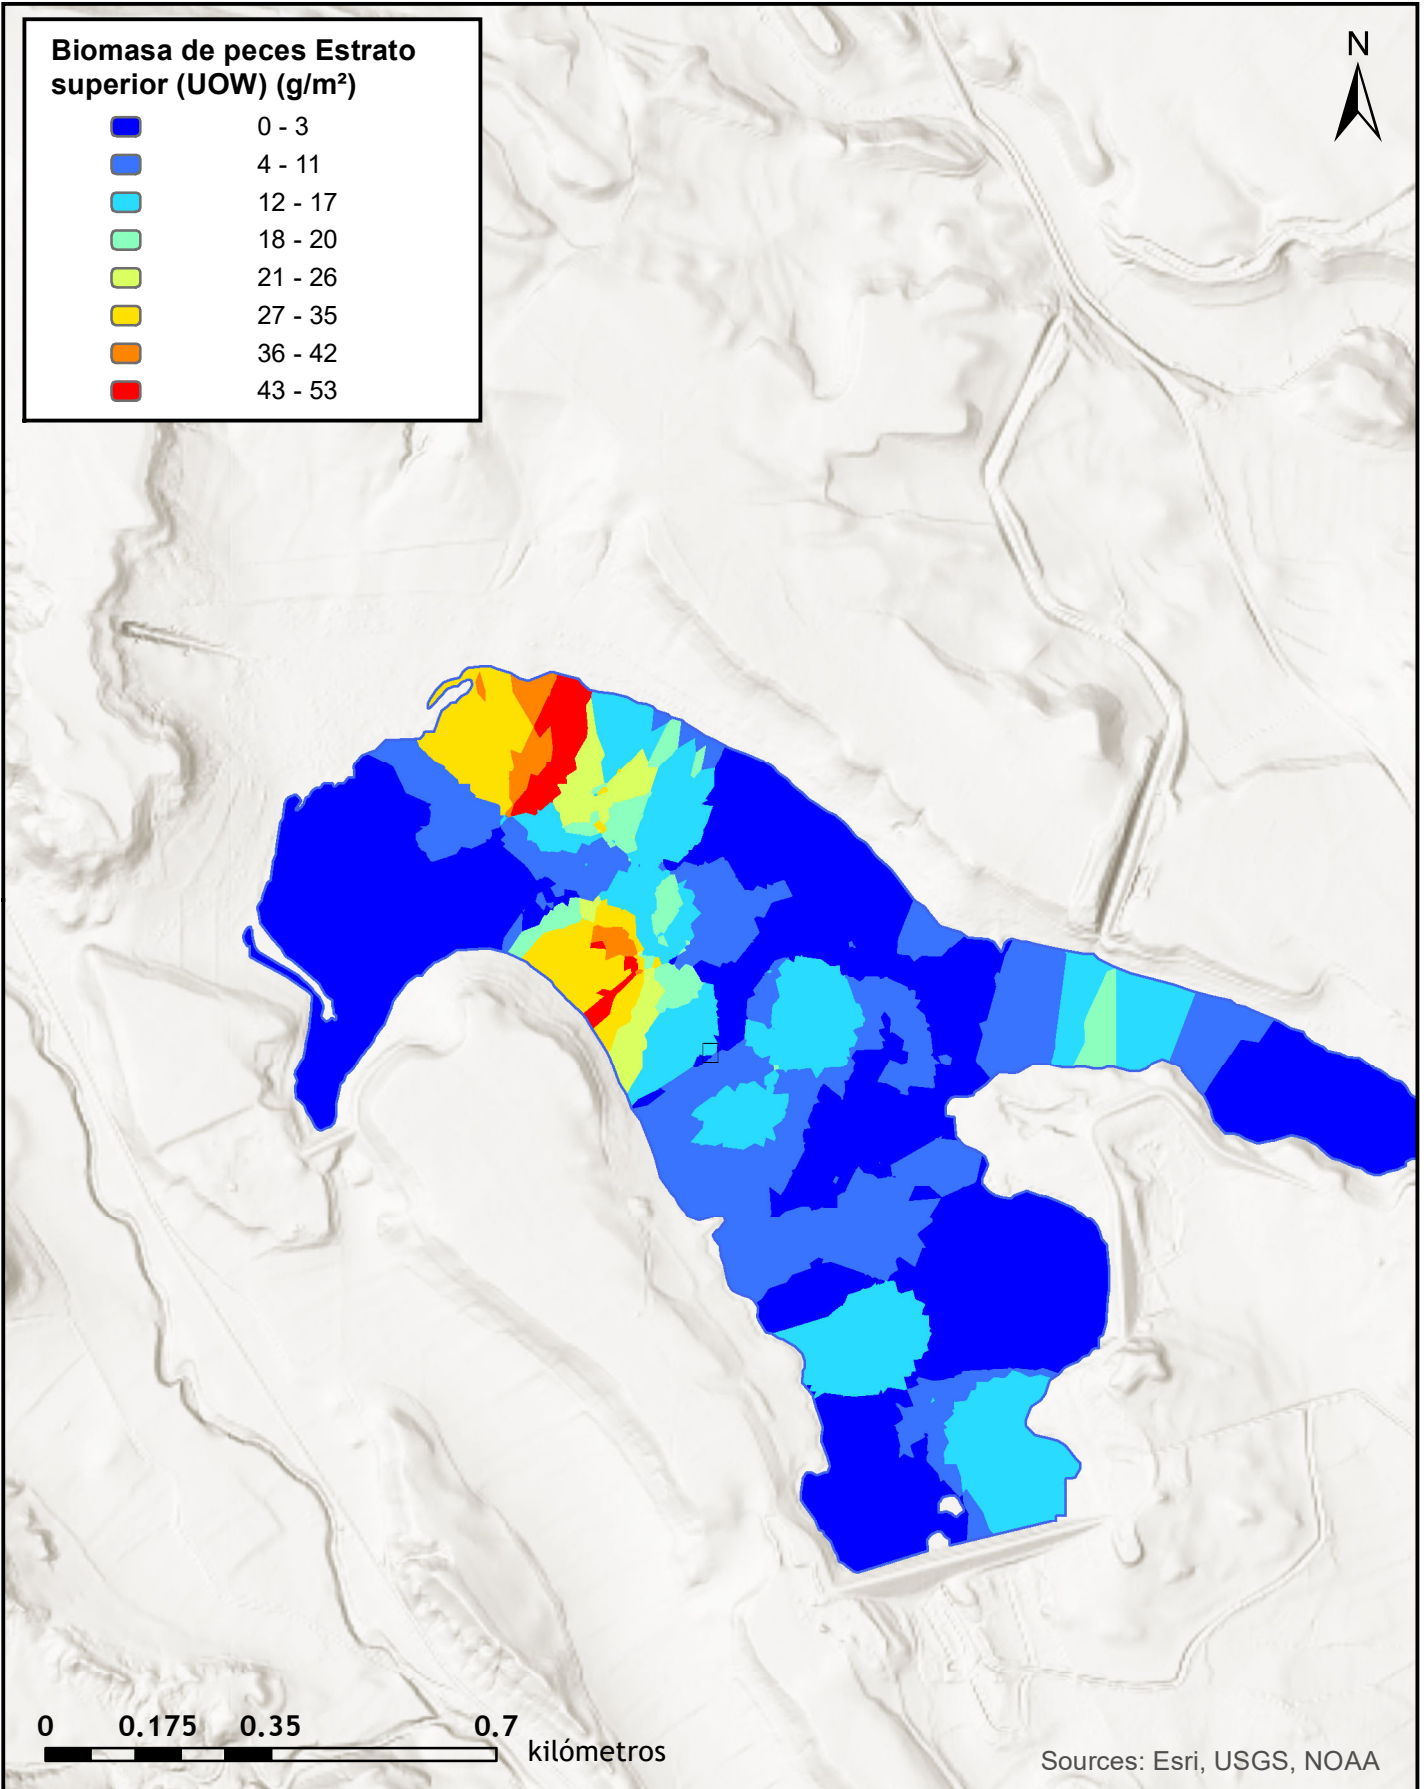 Biomasa de peces Estrato
superior (UOW) (g/m²)
0 - 3
4 - 11
12 - 17
18 - 20
21 - 26
27 - 35
36 - 42
43 - 53
N
0 0.175 0.35 0.7
kilómetros
Sources: Esri, USGS, NOAA